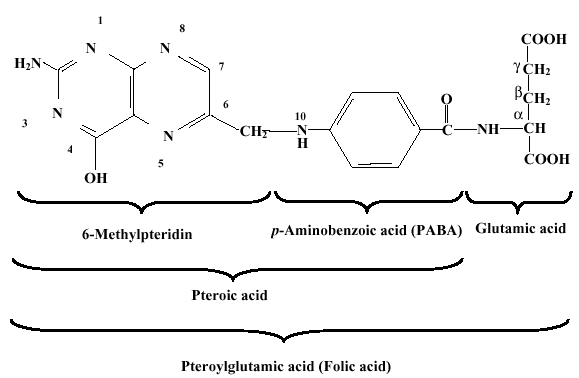 COOH
1
8
γ CH2
H2N
N
N
7
β CH2
N
6
O
10
α
3
N
CH2
N
H
C
NH
CH
4
5
COOH
OH
6-Methylpteridin
p-Aminobenzoic acid (PABA)
Glutamic acid
Pteroic acid
Pteroylglutamic acid (Folic acid)